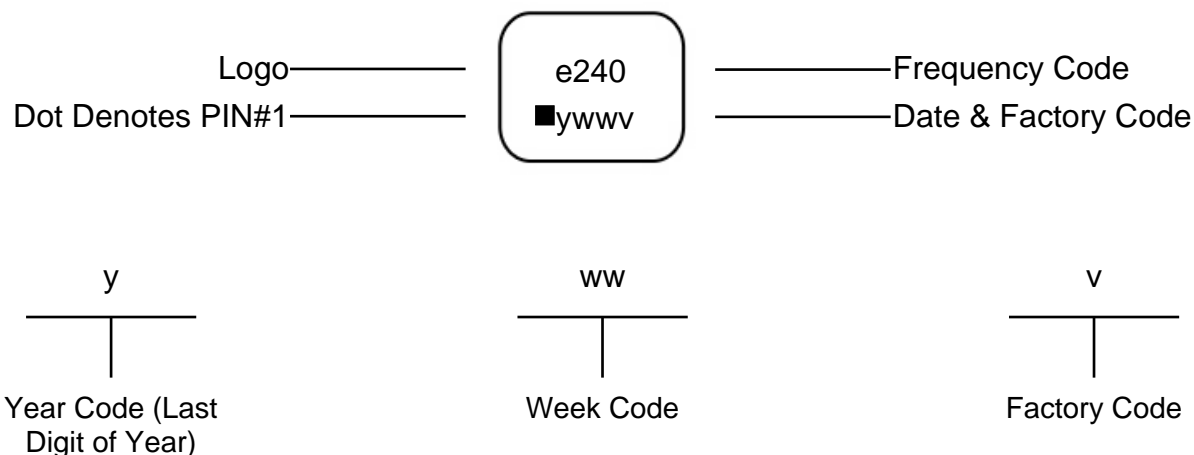 Logo e240 Frequency Code
Dot Denotes PIN#1 ■ywwv Date & Factory Code
y ww v
Year Code (Last
Digit of Year) Week Code Factory Code